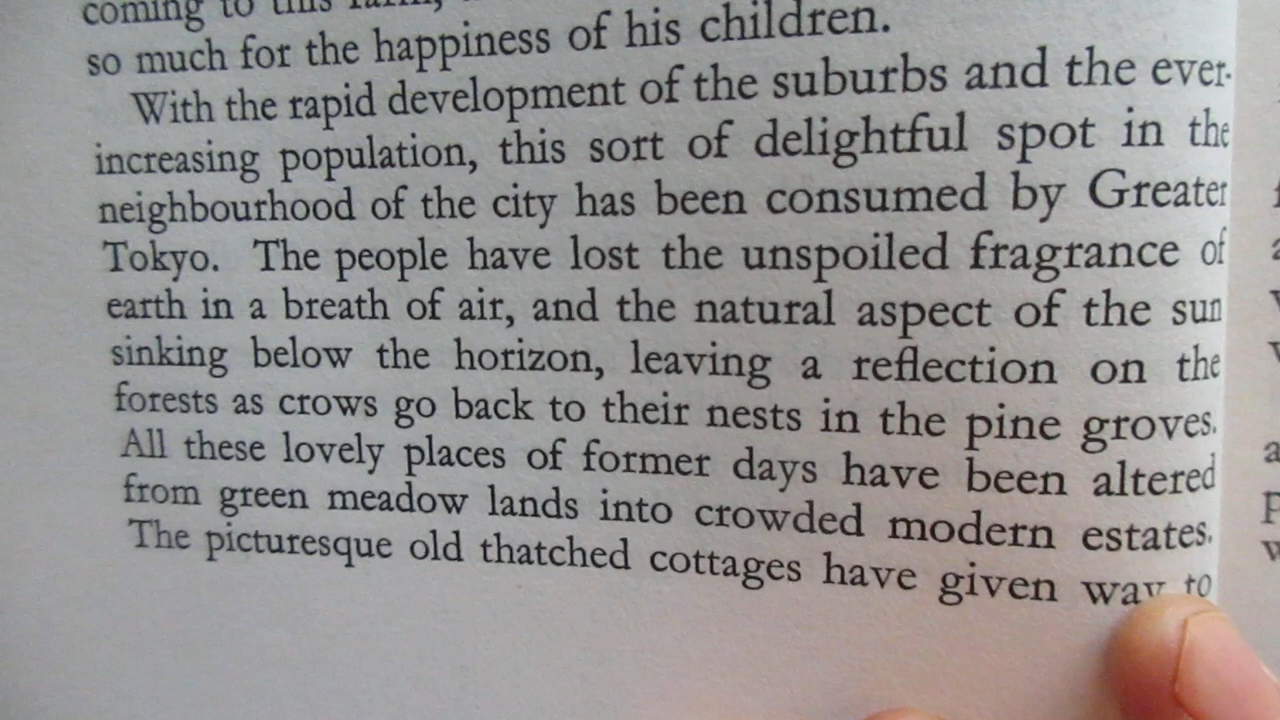 coming to this farm,
so much for the happiness of his children.
With the rapid development of the suburbs and the ever-
increasing population, this sort of delightful spot in the
neighbourhood of the city has been consumed by Greater
Tokyo. The people have lost the unspoiled fragrance of
earth in a breath of air, and the natural aspect of the sun
sinking below the horizon, leaving a reflection on the
forests as crows go back to their nests in the pine groves.
All these lovely places of former days have been altered
from green meadow lands into crowded modern estates.
The picturesque old thatched cottages have given way to